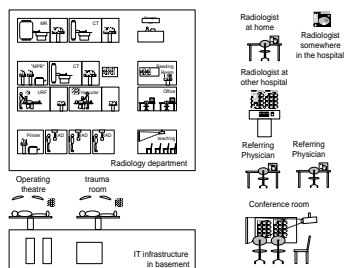 MR
CT
"MPR"
CT
Reading
Room
URF
Vascular
Office
Printer
AD
AD
AD
teaching
Radiology department
Operating
theatre
trauma
room
IT infrastructure
in basement
Radiologist
at home
Radiologist
somewhere
in the hospital
Radiologist at
other hospital
Referring
Physician
Referring
Physician
Conference room